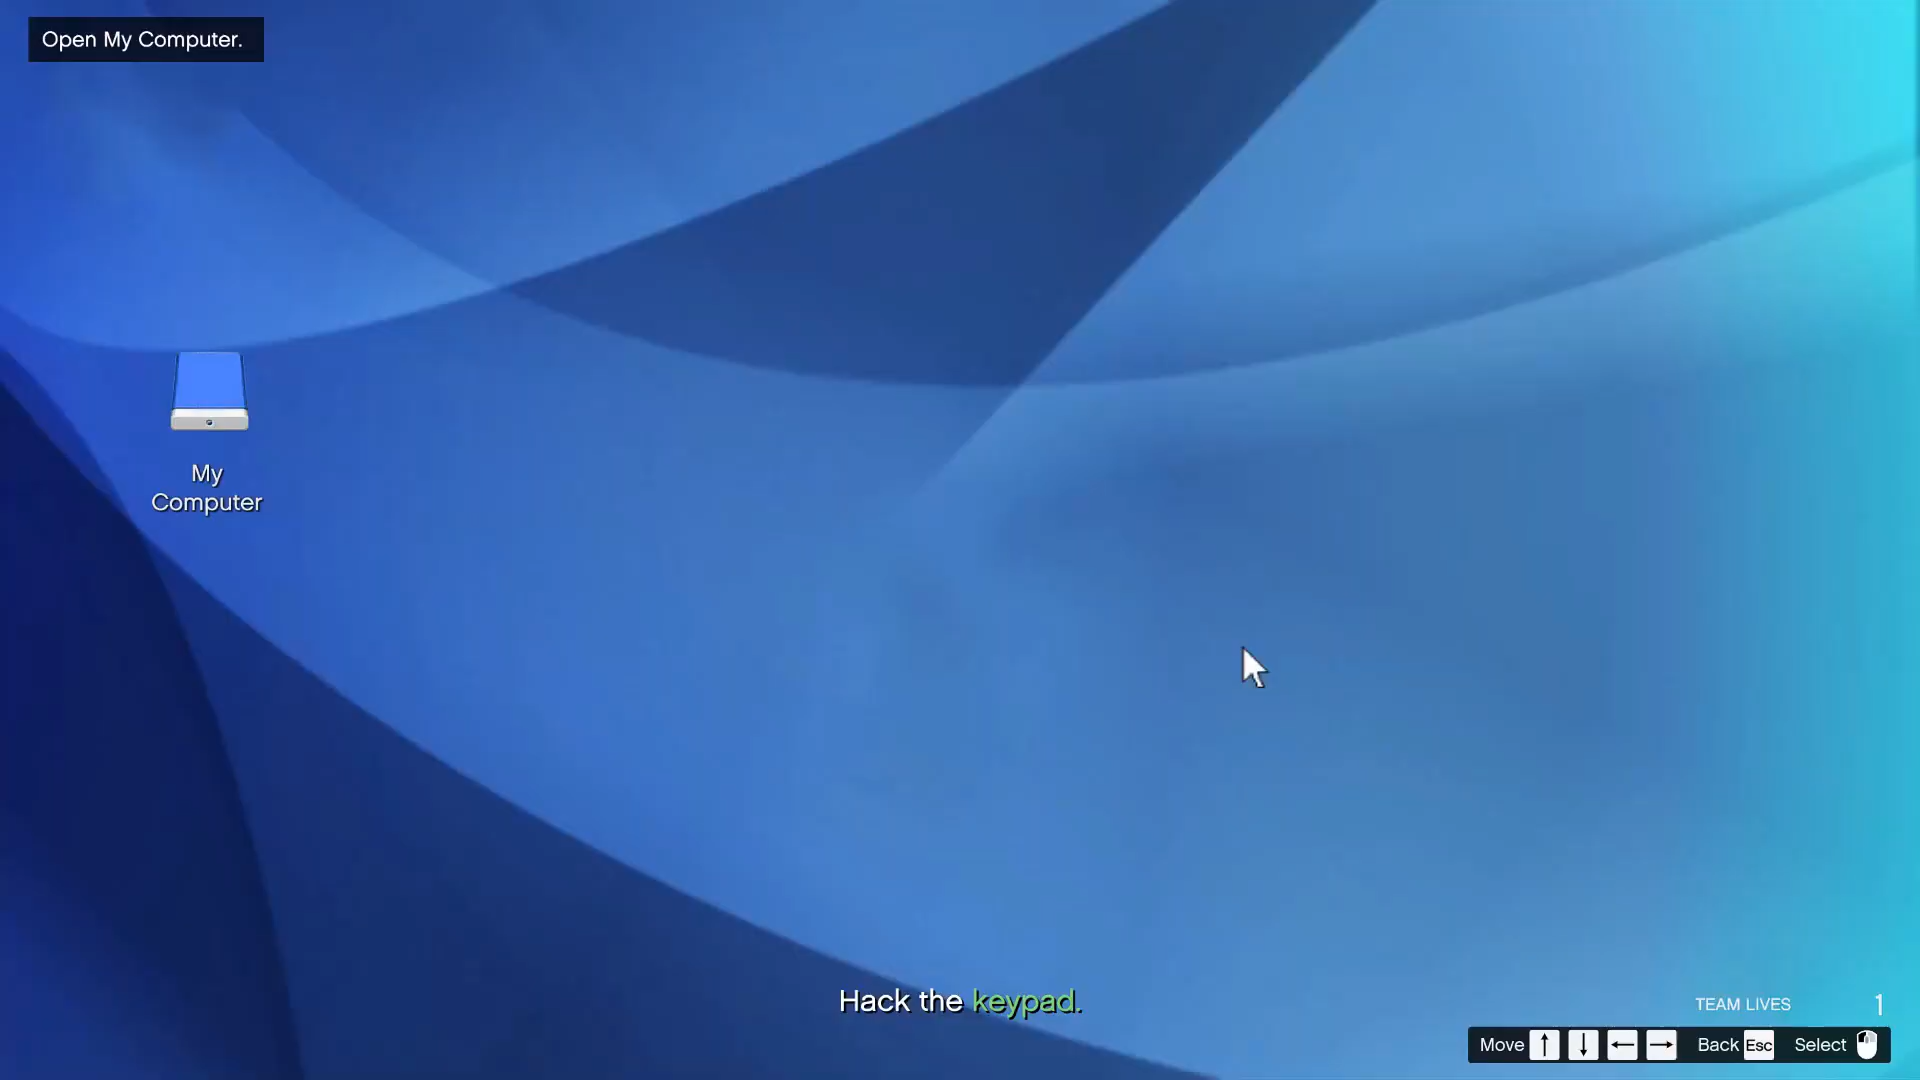 Open My Computer.
My
Computer
Hack the keypad.
TEAM LIVES 1
Move ↑ ↓ ← → Back Esc Select